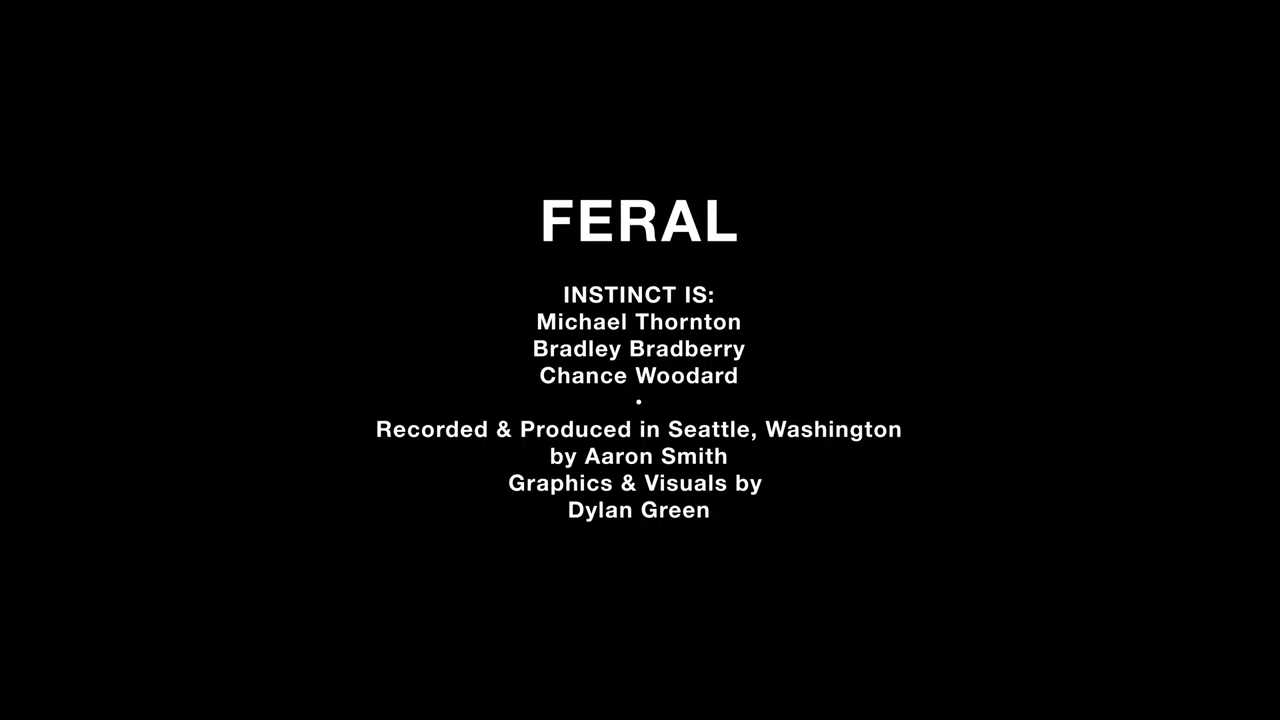 FERAL
INSTINCT IS:
Michael Thornton
Bradley Bradberry
Chance Woodard
•
Recorded & Produced in Seattle, Washington
by Aaron Smith
Graphics & Visuals by
Dylan Green